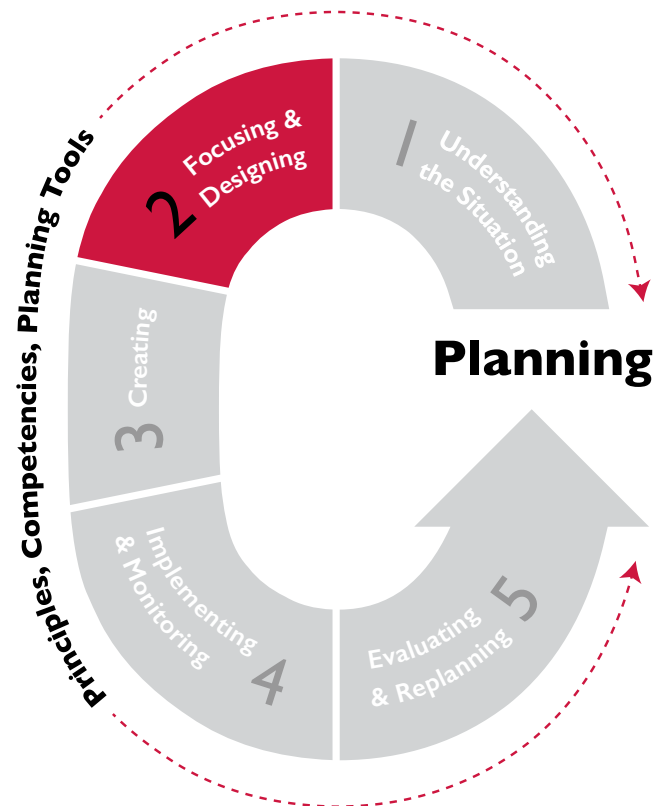 1
Understanding
the Situation
2
Focusing &
Designing
3
Creating
4
Implementing
& Monitoring
5
Evaluating
& Replanning
Planning
Principles, Competencies, Planning Tools